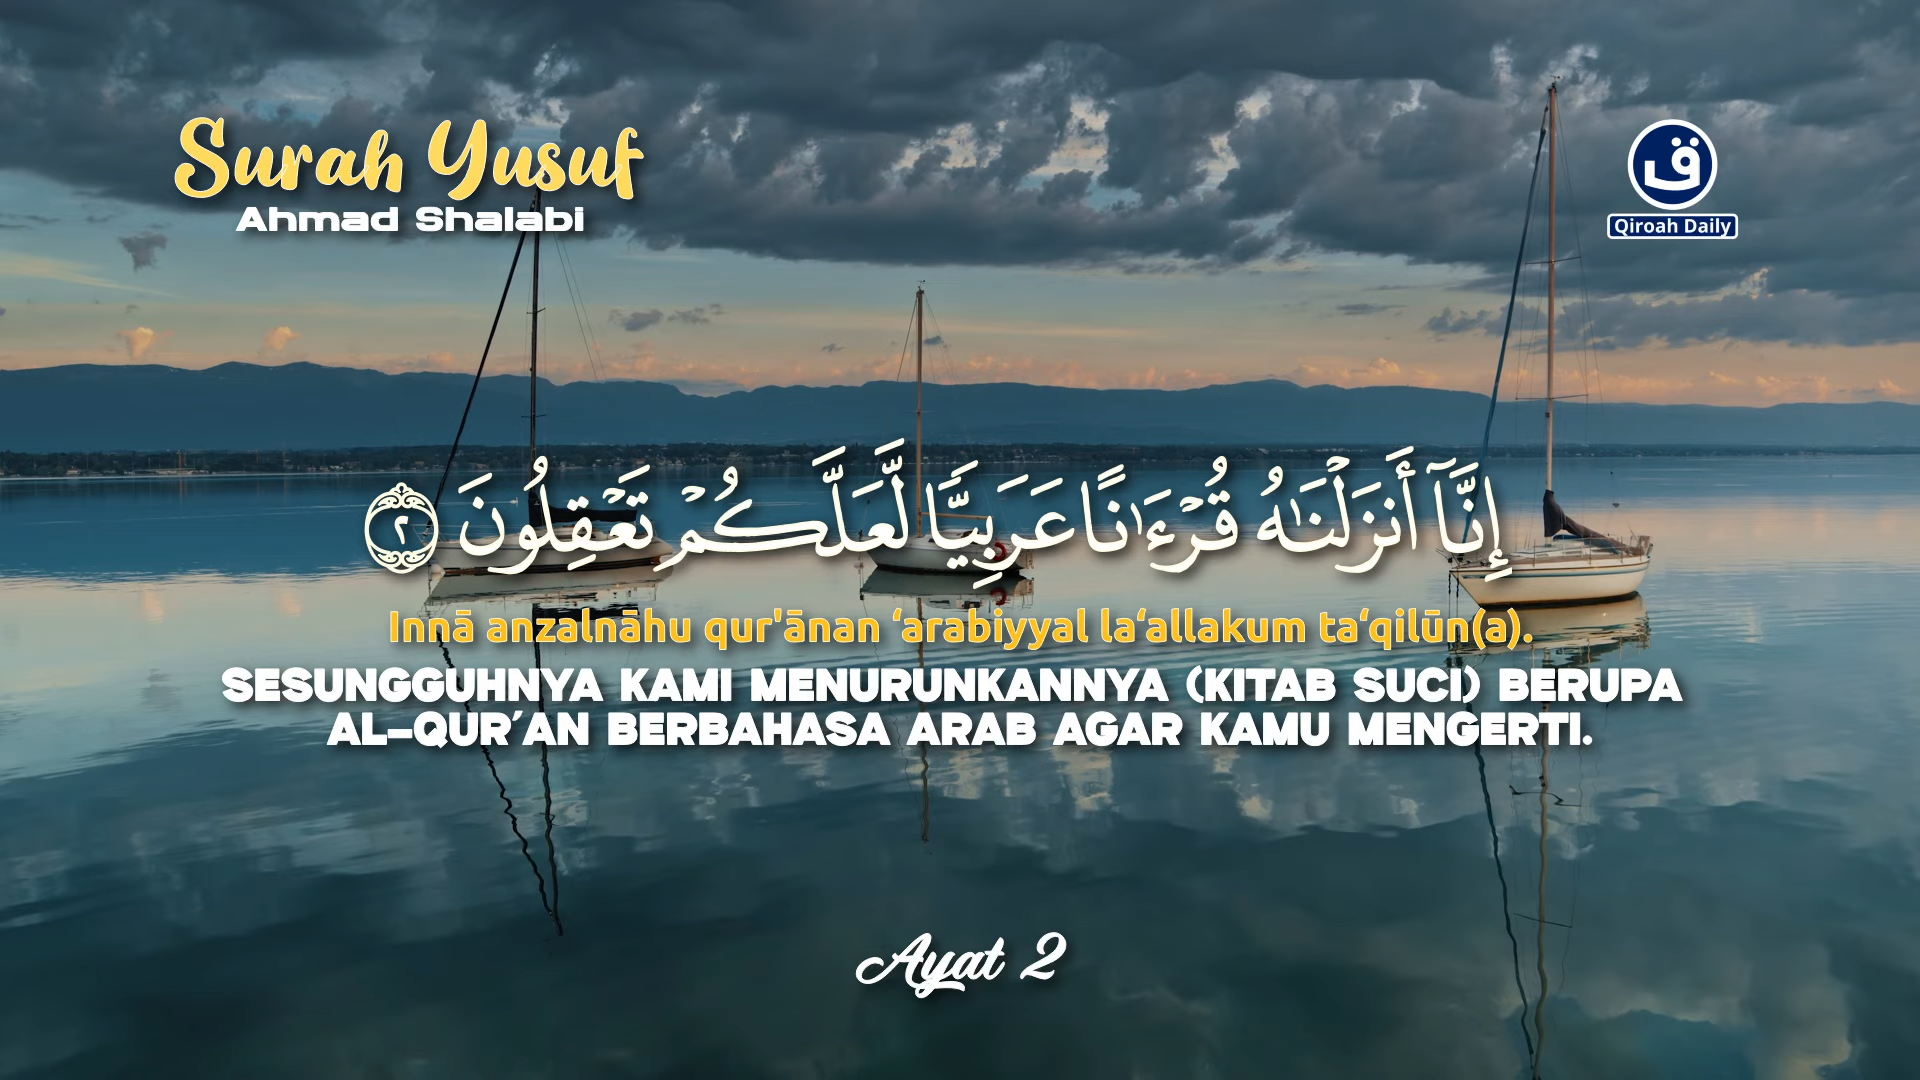 Surah Yusuf
Ahmad Shalabi
ق
Qiroah Daily
إِنَّآ أَنزَلْنَٰهُ قُرْءَٰنًا عَرَبِيًّا لَّعَلَّكُمْ تَعْقِلُونَ ٢
Innā anzalnāhu qur'ānan ‘arabiyyal la‘allakum ta‘qilūn(a).
SESUNGGUHNYA KAMI MENURUNKANNYA (KITAB SUCI) BERUPA
AL-QUR’AN BERBAHASA ARAB AGAR KAMU MENGERTI.
Ayat 2